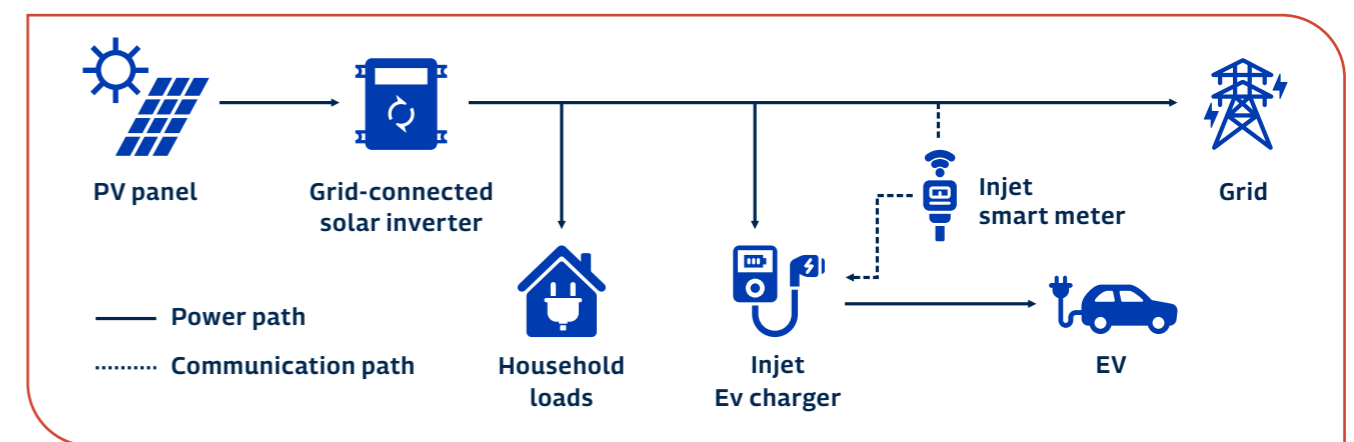 PV panel
Grid-connected
solar inverter
Injet
smart meter
Grid
Power path
Communication path
Household
loads
Injet
Ev charger
EV